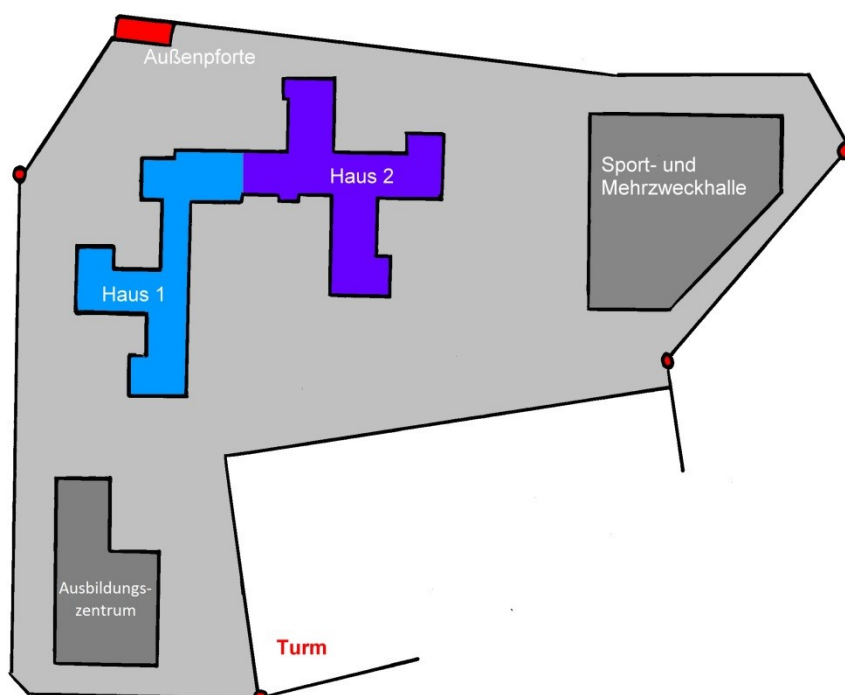 Außenpforte
Haus 2
Sport- und
Mehrzweckhalle
Haus 1
Ausbildungs-
zentrum
Turm